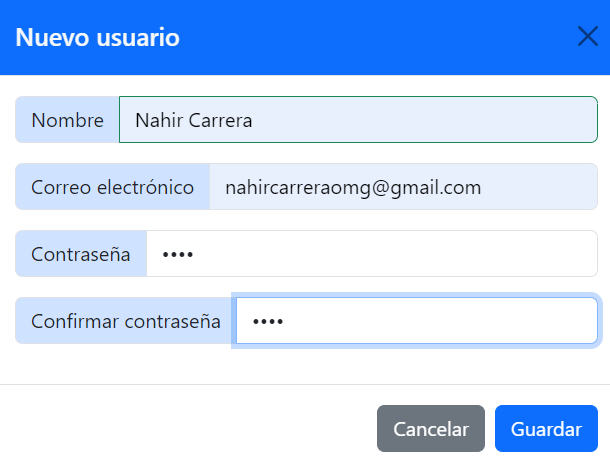 Nuevo usuario
Nombre Nahir Carrera
Correo electrónico nahircarreraomg@gmail.com
Contraseña ••••
Confirmar contraseña ••••
Cancelar Guardar